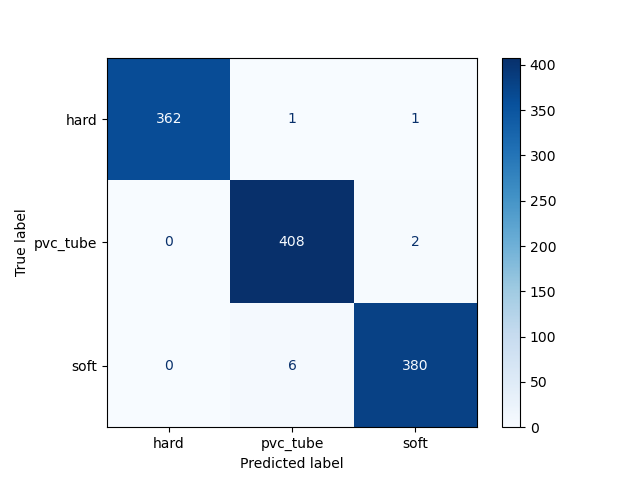 hard 362 1 1
pvc_tube 0 408 2
soft 0 6 380
hard pvc_tube soft
Predicted label
True label
400
350
300
250
200
150
100
50
0